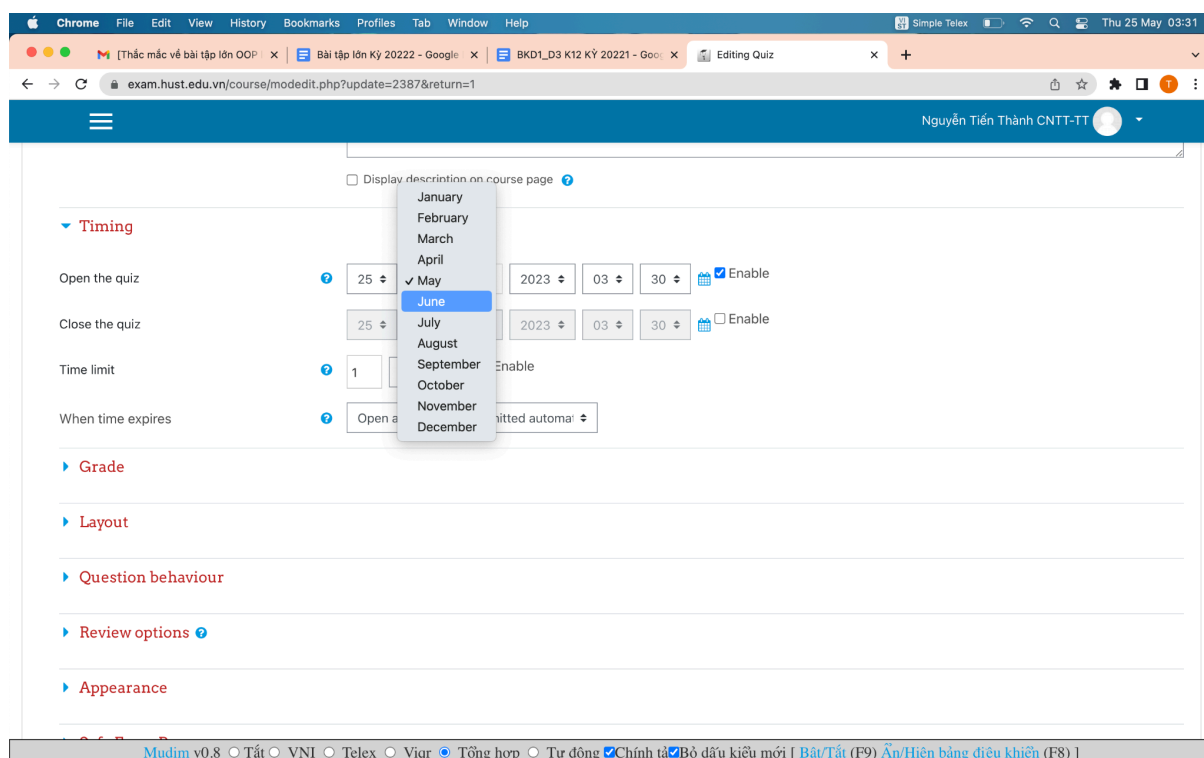 Chrome File Edit View History Bookmarks Profiles Tab Window Help VI ST Simple Telex Thu 25 May 03:31
[Thắc mắc về bài tập lớn OOP Bài tập lớn Kỳ 20222 - Google BKD1_D3 K12 KỲ 20221 - Goog Editing Quiz
exam.hust.edu.vn/course/modedit.php?update=2387&return=1 T
Nguyễn Tiến Thành CNTT-TT
Display description on course page
January
February
Timing
March
April
Open the quiz 25 May 2023 03 30 Enable
June
Close the quiz 25 July 2023 03 30 Enable
August
Time limit 1 September Enable
October
When time expires Open a November
December
Grade
Layout
Question behaviour
Review options
Appearance
Mudim v0.8 Tắt VNI Telex Viqr Tổng hợp Tự động Chính tả Bỏ dấu kiểu mới [ Bật/Tắt (F9) Ẩn/Hiện bảng điều khiển (F8) ]